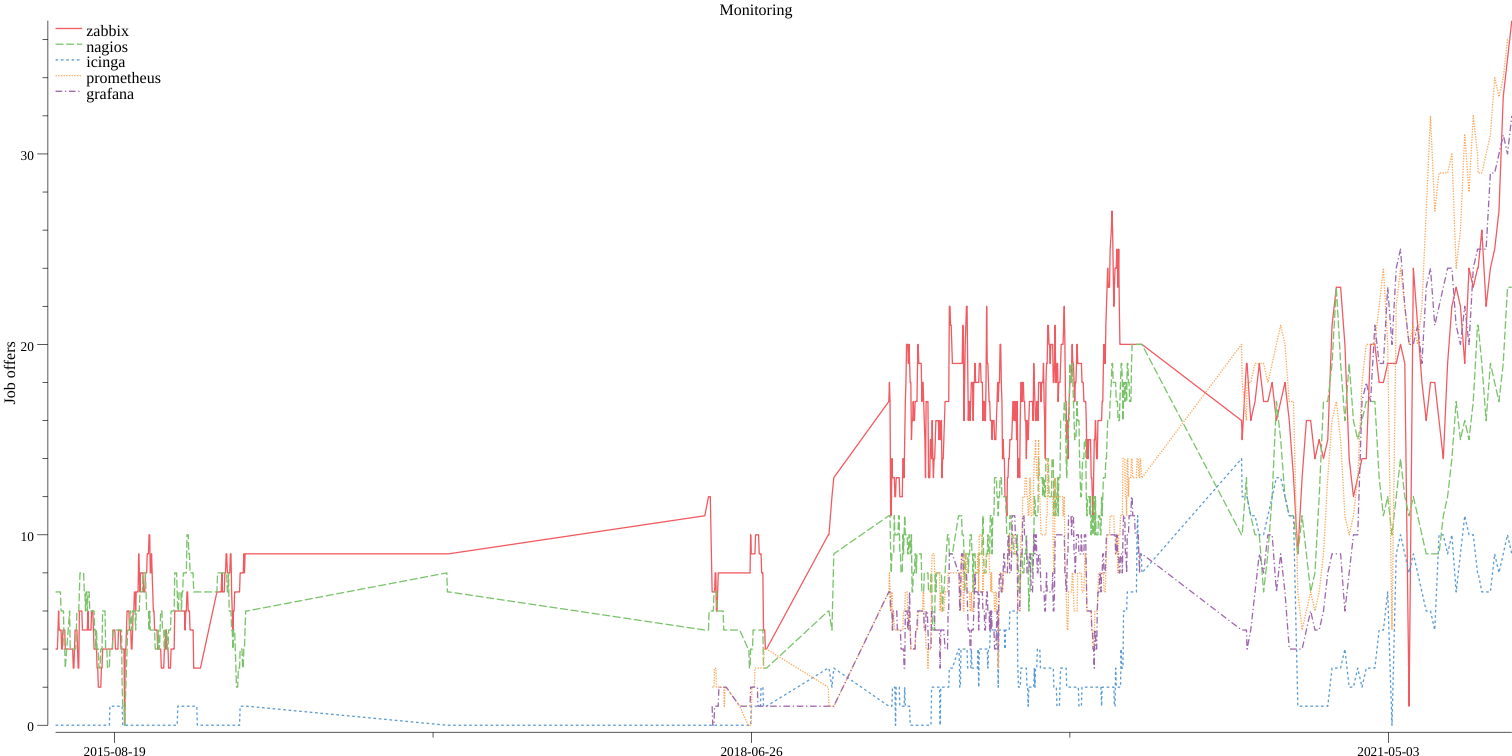 Monitoring
zabbix
nagios
icinga
prometheus
grafana
30
20
10
0
Job offers
2015-08-19
2018-06-26
2021-05-03